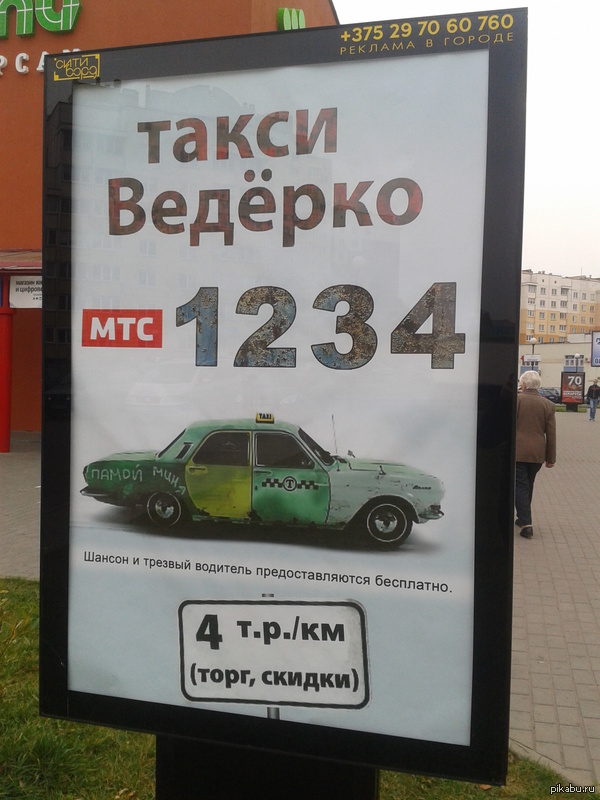 +375 29 70 60 760
РЕКЛАМА В ГОРОДЕ
СИТИ
БОРД
такси
Ведёрко
МТС 1234
TAXI
ПАМОЙ МИНЯ
T
Шансон и трезвый водитель предоставляются бесплатно.
4 т.р./км
(торг, скидки)
70
pikabu.ru